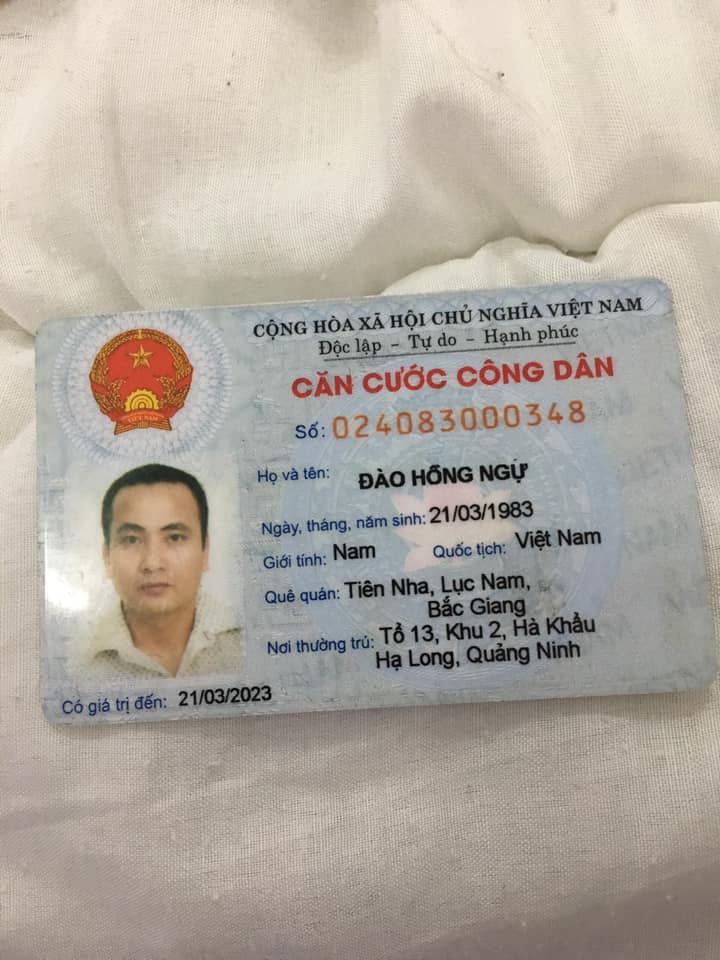 CỘNG HÒA XÃ HỘI CHỦ NGHĨA VIỆT NAM
Độc lập - Tự do - Hạnh phúc
CĂN CƯỚC CÔNG DÂN
Số: 024083000348
Họ và tên: ĐÀO HỒNG NGỰ
Ngày, tháng, năm sinh: 21/03/1983
Giới tính: Nam Quốc tịch: Việt Nam
Quê quán: Tiên Nha, Lục Nam,
Bắc Giang
Nơi thường trú: Tổ 13, Khu 2, Hà Khẩu
Hạ Long, Quảng Ninh
Có giá trị đến: 21/03/2023
VIỆT NAM